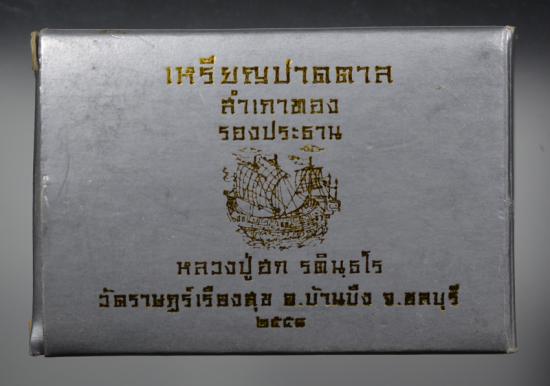 เหรียญปาดตาล
สำเภาทอง
รองประธาน
หลวงปู่ฮก รตินฺธโร
วัดราษฎร์เรืองสุข อ.บ้านบึง จ.ชลบุรี
๒๕๕๘